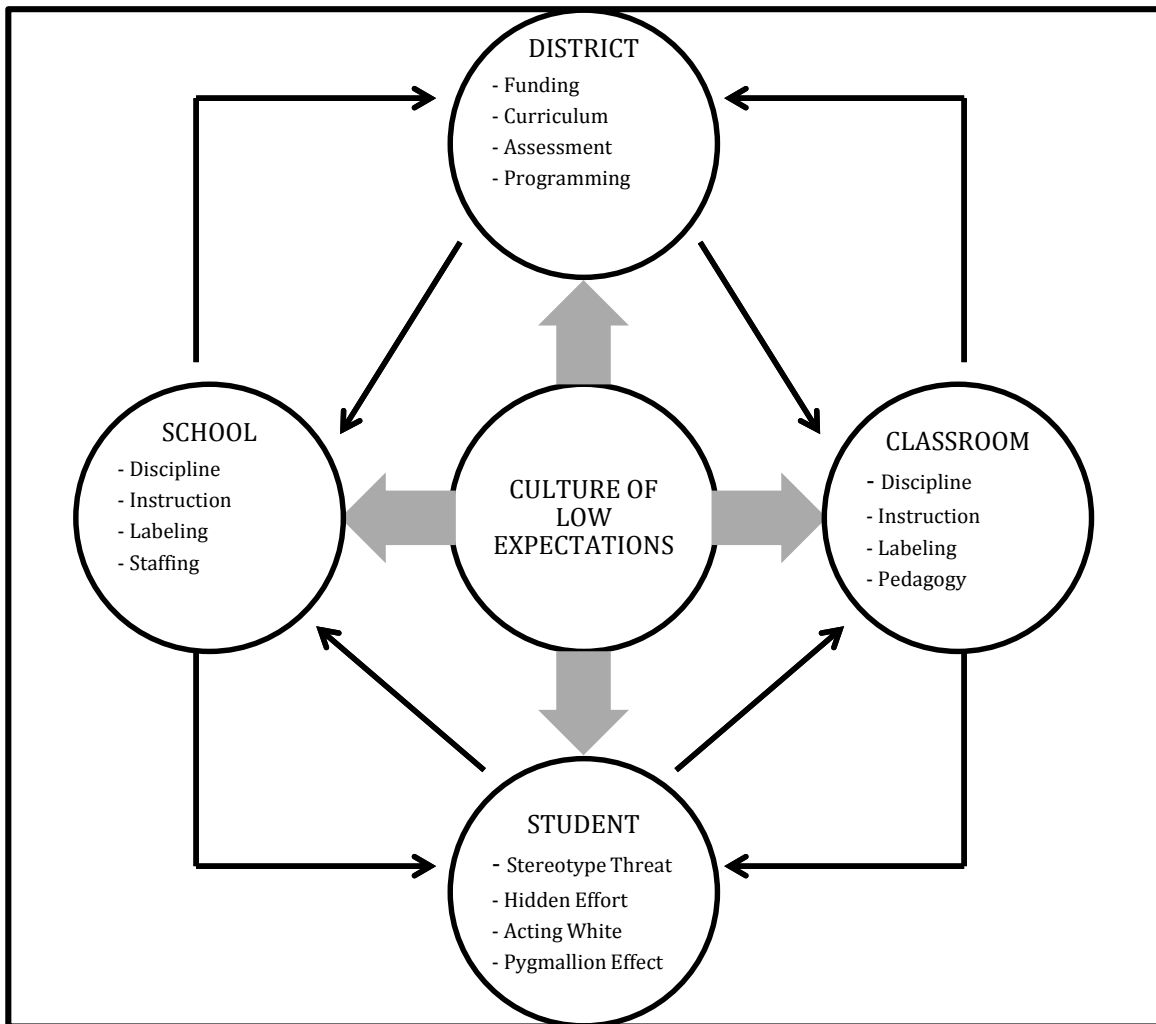 DISTRICT
- Funding
- Curriculum
- Assessment
- Programming
SCHOOL
- Discipline
- Instruction
- Labeling
- Staffing
CULTURE OF
LOW
EXPECTATIONS
CLASSROOM
- Discipline
- Instruction
- Labeling
- Pedagogy
STUDENT
- Stereotype Threat
- Hidden Effort
- Acting White
- Pygmallion Effect